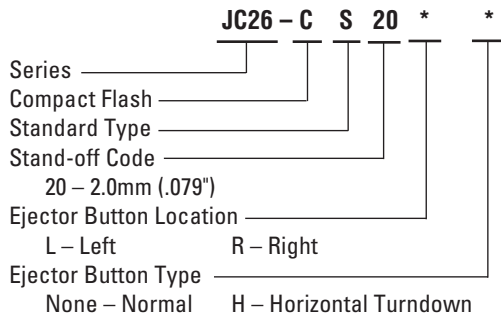 JC26 – C S 20 * *
Series
Compact Flash
Standard Type
Stand-off Code
20 – 2.0mm (.079")
Ejector Button Location
L – Left R – Right
Ejector Button Type
None – Normal H – Horizontal Turndown